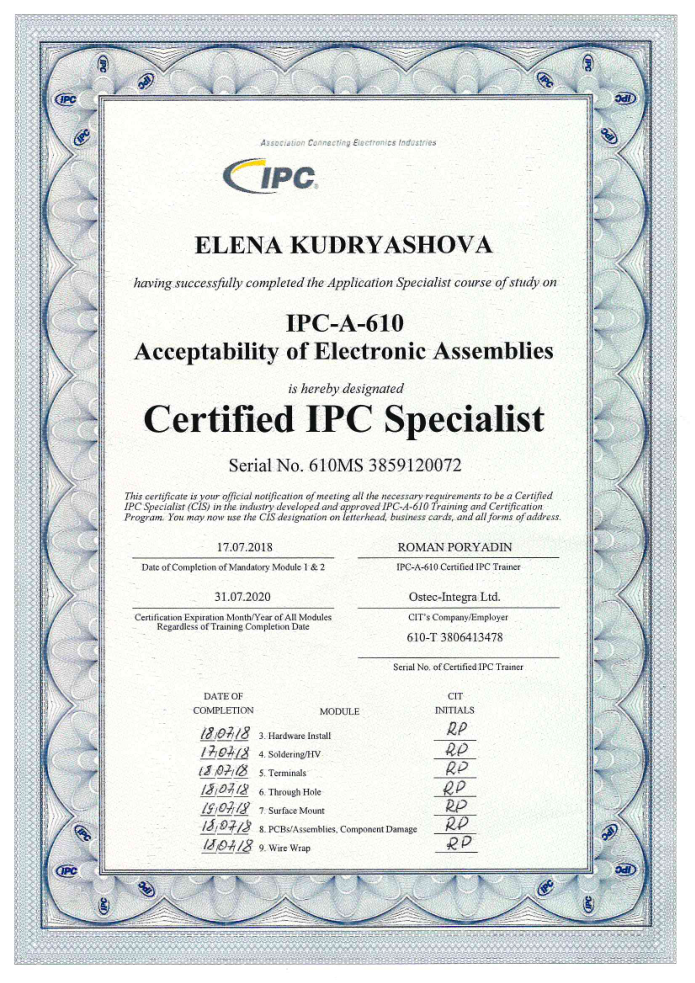 Association Connecting Electronics Industries
IPC®
ELENA KUDRYASHOVA
having successfully completed the Application Specialist course of study on
IPC-A-610
Acceptability of Electronic Assemblies
is hereby designated
Certified IPC Specialist
Serial No. 610MS 3859120072
This certificate is your official notification of meeting all the necessary requirements to be a Certified
IPC Specialist (CIS) in the industry developed and approved IPC-A-610 Training and Certification
Program. You may now use the CIS designation on letterhead, business cards, and all forms of address.
17.07.2018
Date of Completion of Mandatory Module 1 & 2
ROMAN PORYADIN
IPC-A-610 Certified IPC Trainer
31.07.2020
Certification Expiration Month/Year of All Modules
Regardless of Training Completion Date
Ostec-Integra Ltd.
CIT's Company/Employer
610-T 3806413478
Serial No. of Certified IPC Trainer
DATE OF COMPLETION MODULE CIT INITIALS
18/07/18 3. Hardware Install RP
17/07/18 4. Soldering/HV RP
18/07/18 5. Terminals RP
18/07/18 6. Through Hole RP
7. Surface Mount RP
18/07/18 8. PCBs/Assemblies, Component Damage RP
18/07/18 9. Wire Wrap RP